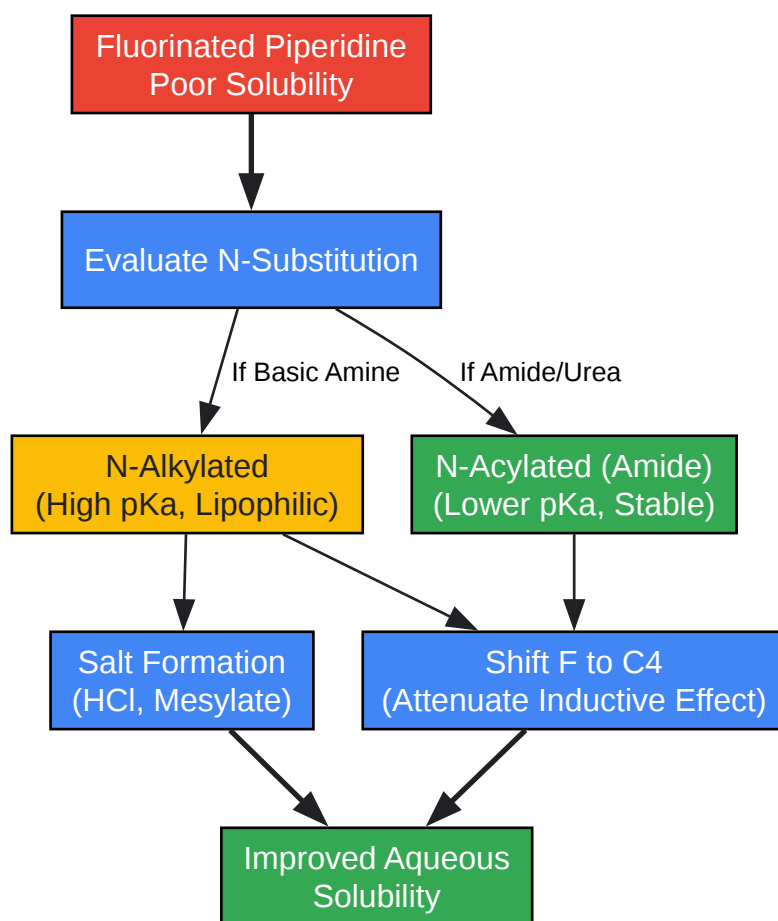 Fluorinated Piperidine
Poor Solubility
Evaluate N-Substitution
If Basic Amine
If Amide/Urea
N-Alkylated
(High pKa, Lipophilic)
N-Acylated (Amide)
(Lower pKa, Stable)
Salt Formation
(HCl, Mesylate)
Shift F to C4
(Attenuate Inductive Effect)
Improved Aqueous
Solubility